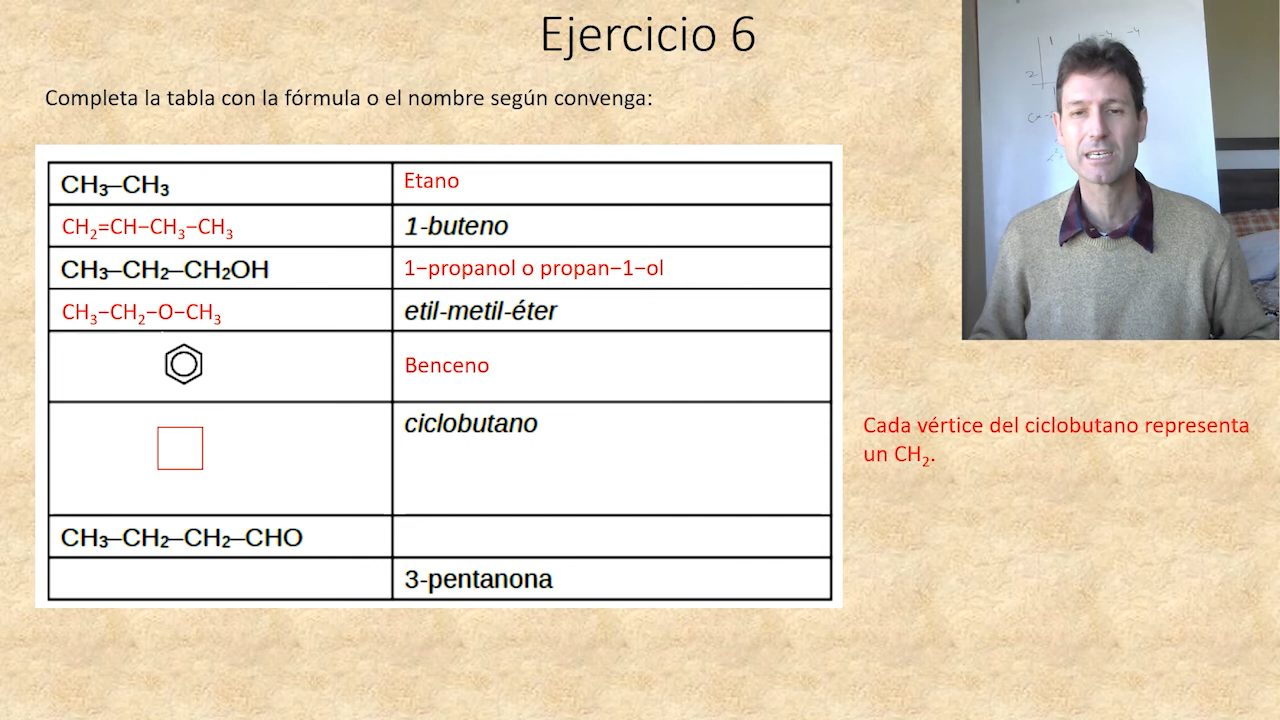 Ejercicio 6
Completa la tabla con la fórmula o el nombre según convenga:
CH₃–CH₃ Etano
CH₂=CH−CH₃−CH₃ 1-buteno
CH₃–CH₂–CH₂OH 1−propanol o propan−1−ol
CH₃−CH₂−O−CH₃ etil-metil-éter
Benceno
ciclobutano
Cada vértice del ciclobutano representa
un CH₂.
CH₃–CH₂–CH₂–CHO
3-pentanona